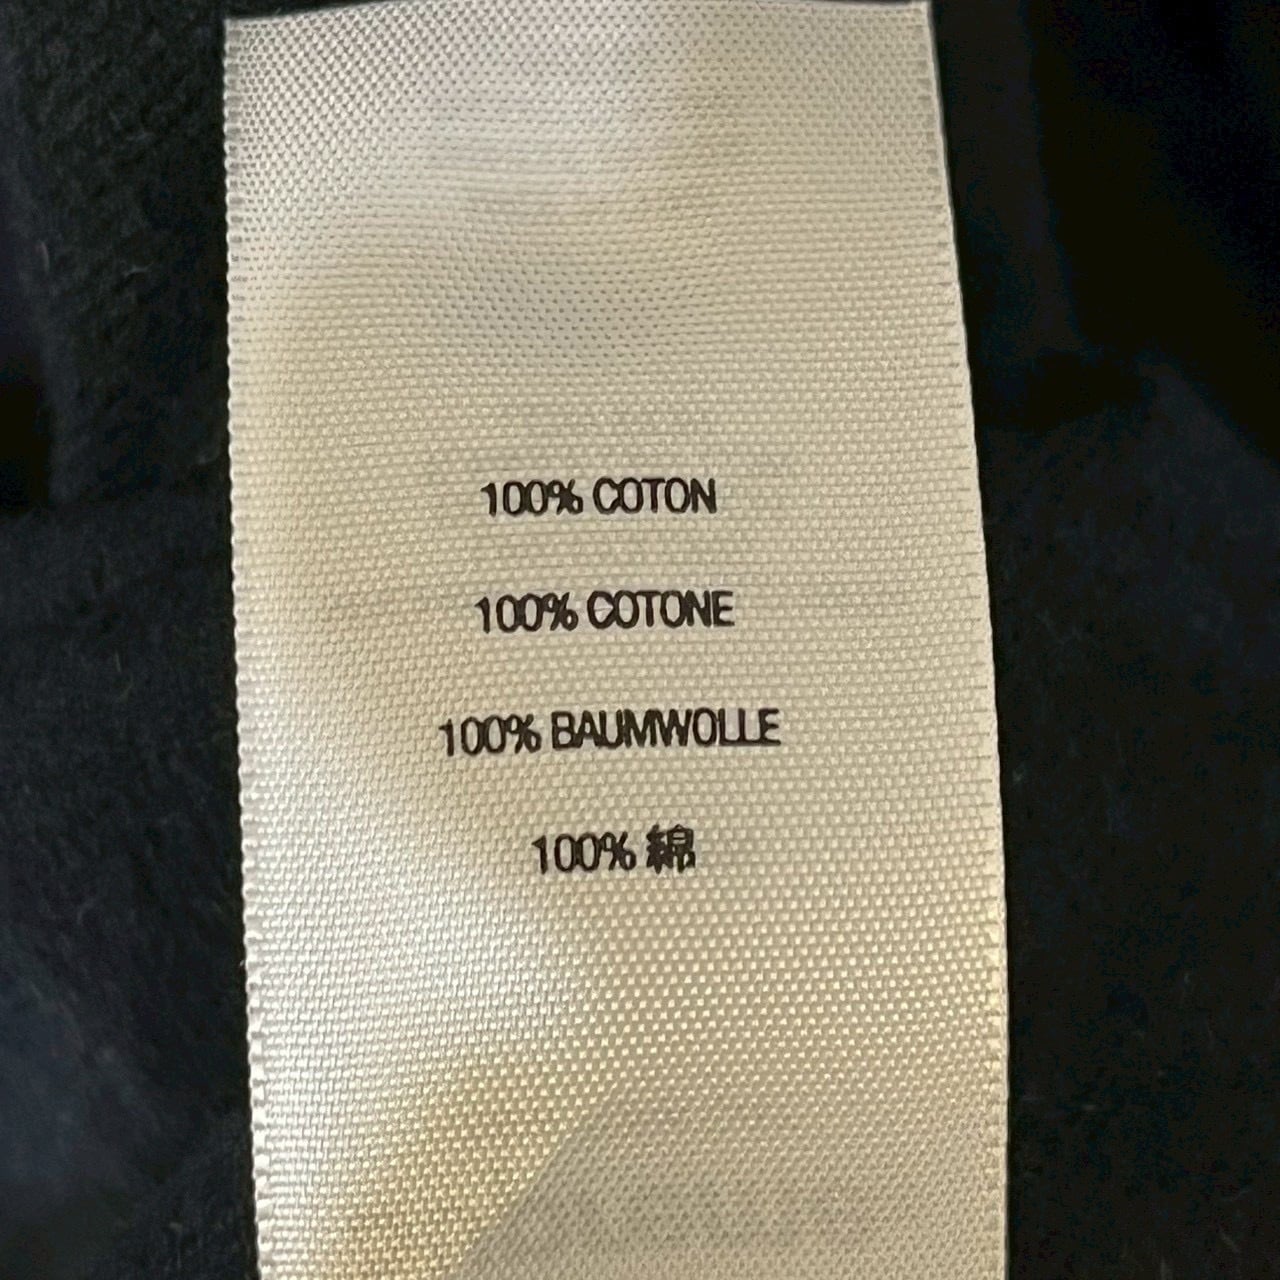 100% COTON
100% COTONE
100% BAUMWOLLE
100% 綿